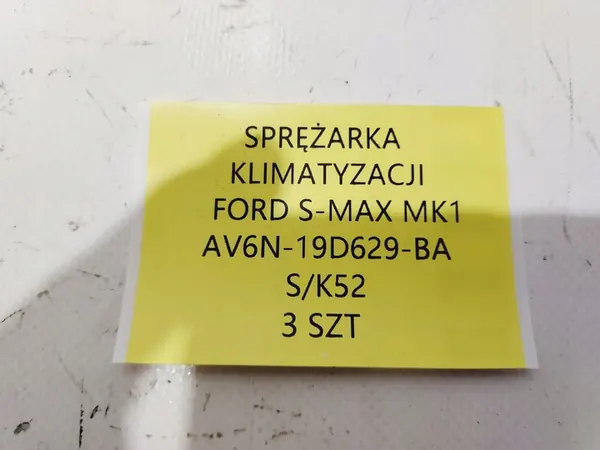 SPRĘŻARKA
KLIMATYZACJI
FORD S-MAX MK1
AV6N-19D629-BA
S/K52
3 SZT